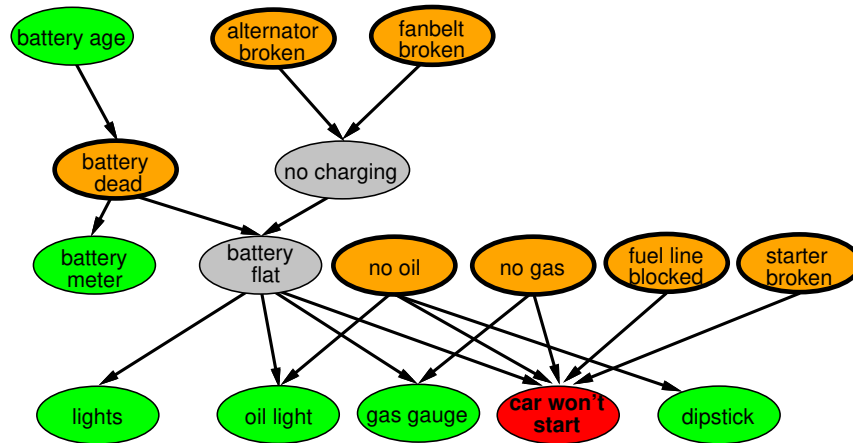 battery age
alternator
broken
fanbelt
broken
battery
dead
no charging
battery
meter
battery
flat
no oil
no gas
fuel line
blocked
starter
broken
lights
oil light
gas gauge
car won't
start
dipstick